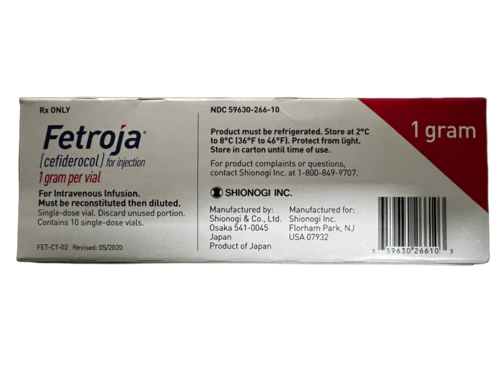 Rx ONLY
Fetroja®
(cefiderocol) for injection
1 gram per vial
For Intravenous Infusion.
Must be reconstituted then diluted.
Single-dose vial. Discard unused portion.
Contains 10 single-dose vials.
FET-CT-02 Revised: 05/2020
NDC 59630-266-10
Product must be refrigerated. Store at 2°C
to 8°C (36°F to 46°F). Protect from light.
Store in carton until time of use.
For product complaints or questions,
contact Shionogi Inc. at 1-800-849-9707.
SHIONOGI INC.
Manufactured by:
Shionogi & Co., Ltd.
Osaka 541-0045
Japan
Product of Japan
Manufactured for:
Shionogi Inc.
Florham Park, NJ
USA 07932
1 gram
3 59630 26610 3